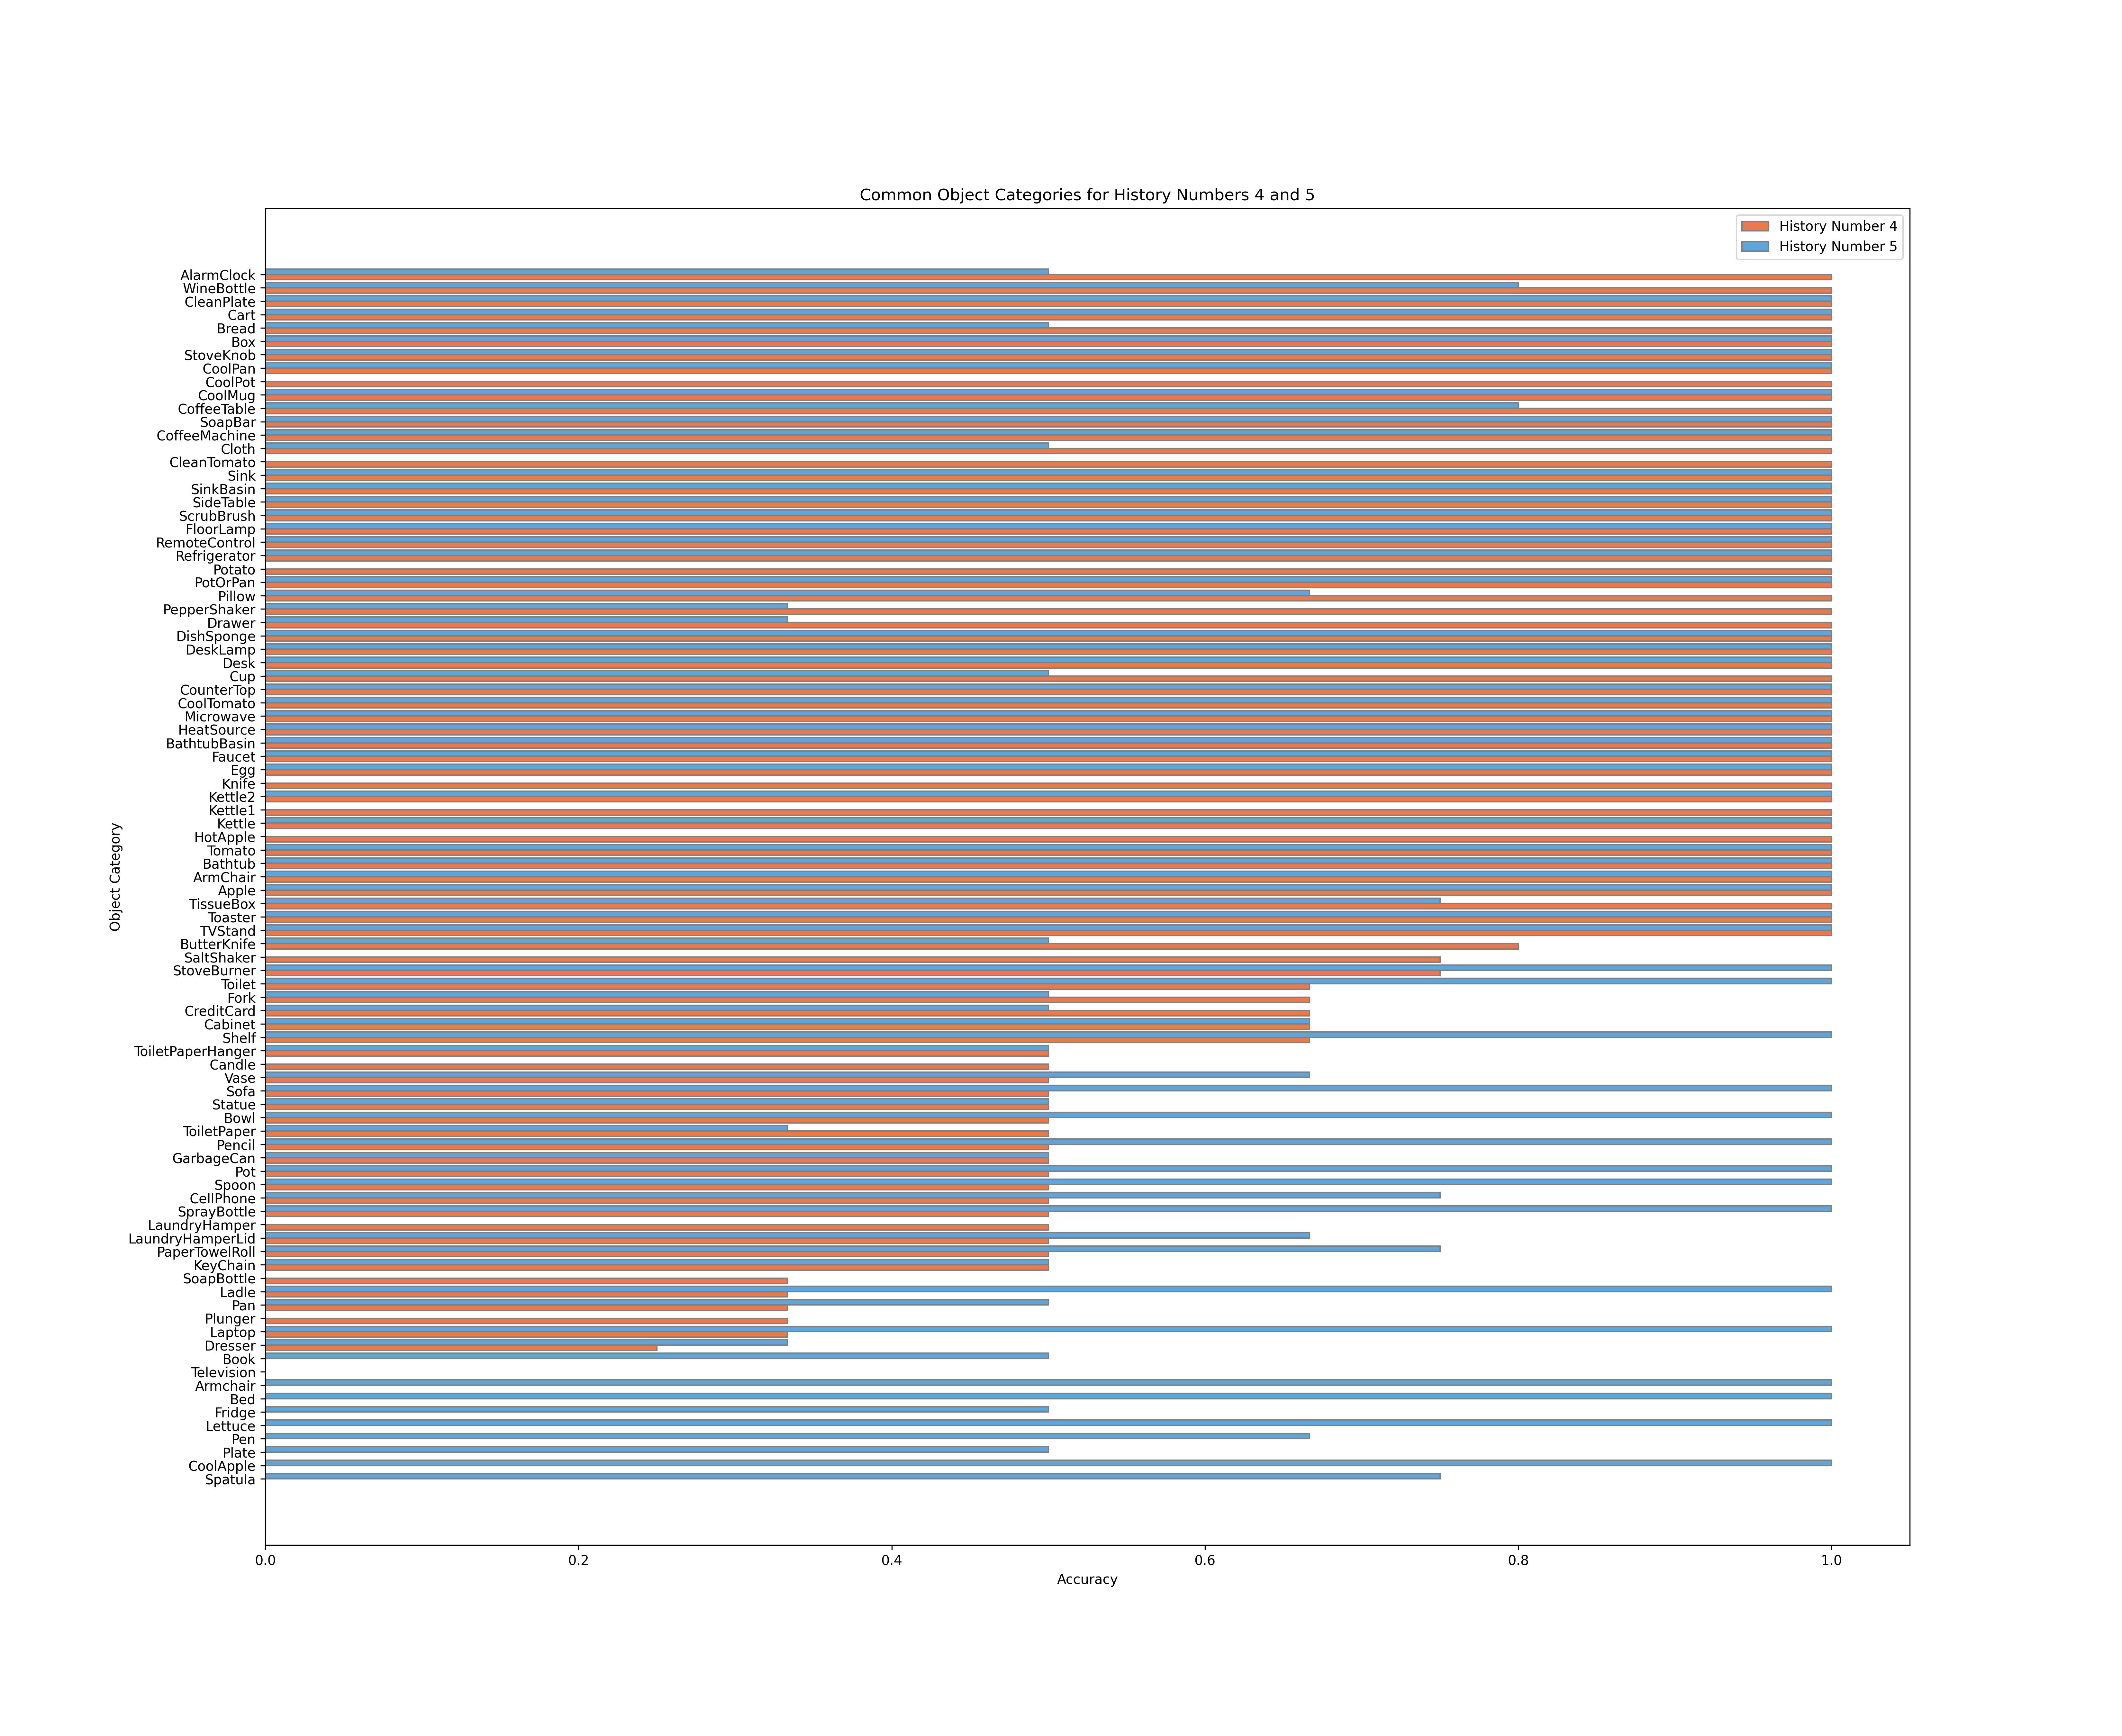 Common Object Categories for History Numbers 4 and 5
History Number 4
History Number 5
AlarmClock
WineBottle
CleanPlate
Cart
Bread
Box
StoveKnob
CoolPan
CoolPot
CoolMug
CoffeeTable
SoapBar
CoffeeMachine
Cloth
CleanTomato
Sink
SinkBasin
SideTable
ScrubBrush
FloorLamp
RemoteControl
Refrigerator
Potato
PotOrPan
Pillow
PepperShaker
Drawer
DishSponge
DeskLamp
Desk
Cup
CounterTop
CoolTomato
Microwave
HeatSource
BathtubBasin
Faucet
Egg
Knife
Kettle2
Kettle1
Kettle
HotApple
Tomato
Bathtub
ArmChair
Apple
TissueBox
Toaster
TVStand
ButterKnife
SaltShaker
StoveBurner
Toilet
Fork
CreditCard
Cabinet
Shelf
ToiletPaperHanger
Candle
Vase
Sofa
Statue
Bowl
ToiletPaper
Pencil
GarbageCan
Pot
Spoon
CellPhone
SprayBottle
LaundryHamper
LaundryHamperLid
PaperTowelRoll
KeyChain
SoapBottle
Ladle
Pan
Plunger
Laptop
Dresser
Book
Television
Armchair
Bed
Fridge
Lettuce
Pen
Plate
CoolApple
Spatula
Object Category
0.0 0.2 0.4 0.6 0.8 1.0
Accuracy